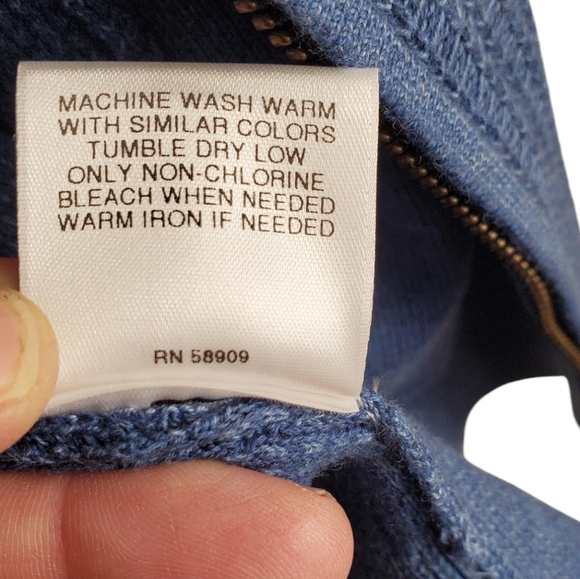 MACHINE WASH WARM
WITH SIMILAR COLORS
TUMBLE DRY LOW
ONLY NON-CHLORINE
BLEACH WHEN NEEDED
WARM IRON IF NEEDED
RN 58909